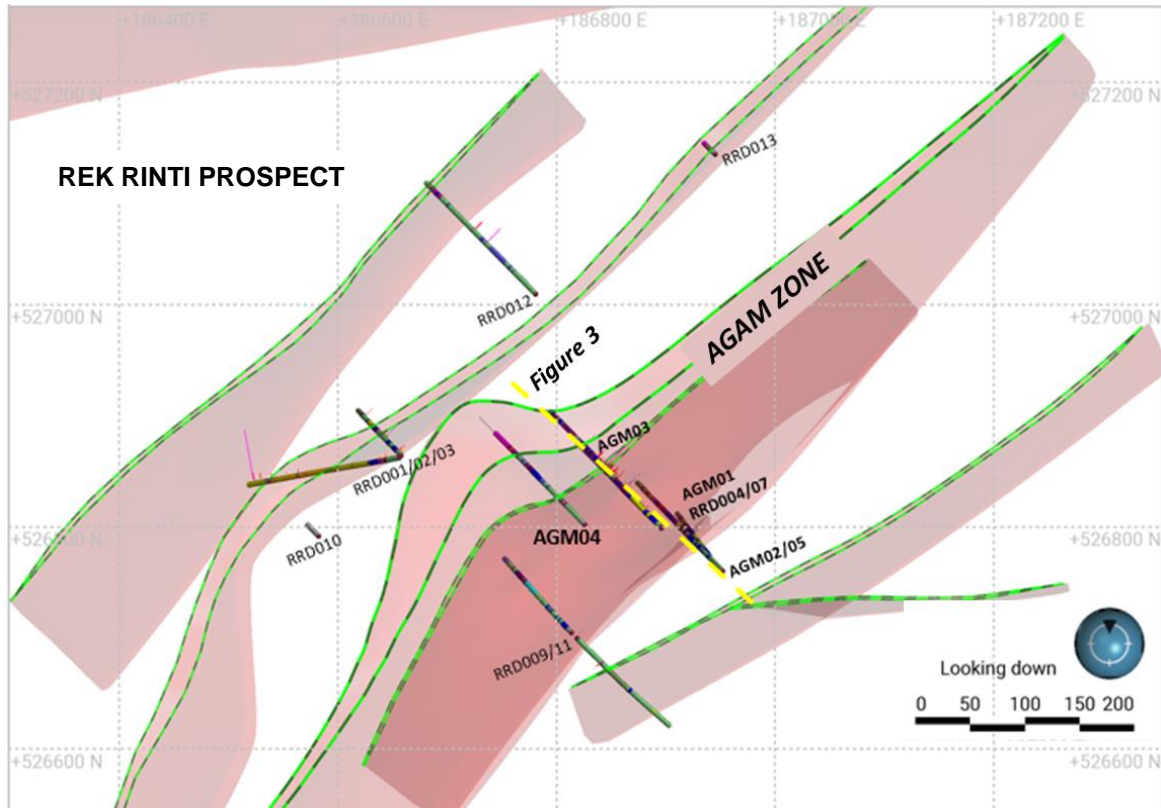 +186400 E +186600 E +186800 E +187000 E +187200 E
+527200 N +527200 N
RRD013
REK RINTI PROSPECT
AGAM ZONE
RRD012
+527000 N +527000 N
Figure 3
AGM03
RRD001/02/03
AGM01
RRD004/07
RRD010
AGM04
+526800 N +526800 N
AGM02/05
RRD009/11
Looking down
0 50 100 150 200
+526600 N +526600 N